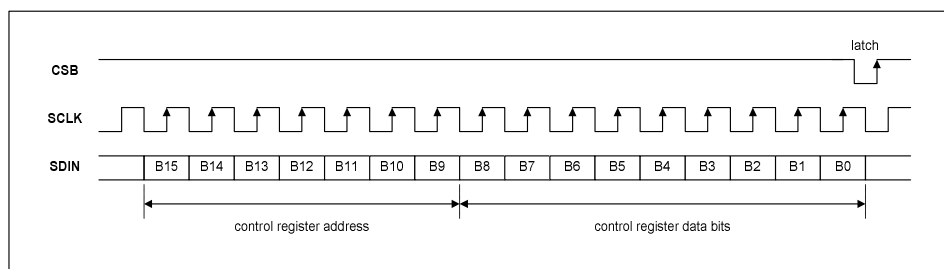 latch
CSB
SCLK
SDIN B15 B14 B13 B12 B11 B10 B9 B8 B7 B6 B5 B4 B3 B2 B1 B0
control register address control register data bits